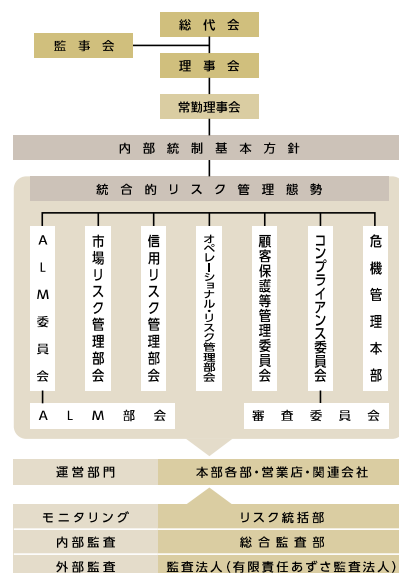 総代会
監事会
理事会
常勤理事会
内部統制基本方針
統合的リスク管理態勢
ALM委員会
市場リスク管理部会
信用リスク管理部会
オペレーショナル・リスク管理部会
顧客保護等管理委員会
コンプライアンス委員会
危機管理本部
ALM部会
審査委員会
運営部門
本部各部・営業店・関連会社
モニタリング
リスク統括部
内部監査
総合監査部
外部監査
監査法人(有限責任あずさ監査法人)